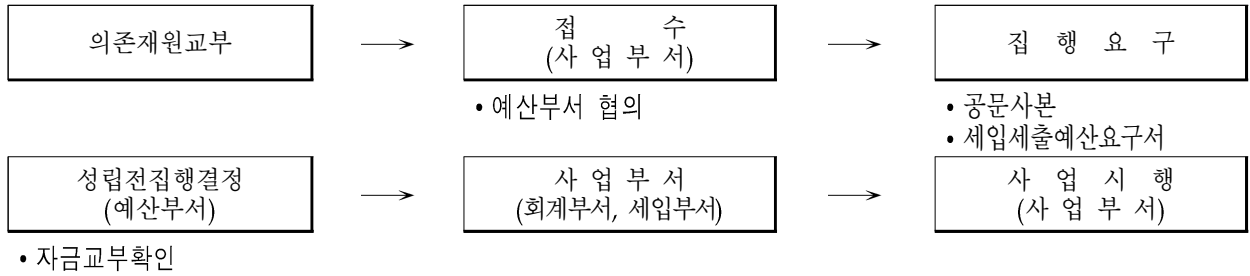 의존재원교부 → 접 수 → 집 행 요 구
(사 업 부 서)
• 예산부서 협의
• 공문사본
• 세입세출예산요구서
성립전집행결정 → 사 업 부 서 → 사 업 시 행
(예산부서) (회계부서, 세입부서) (사 업 부 서)
• 자금교부확인